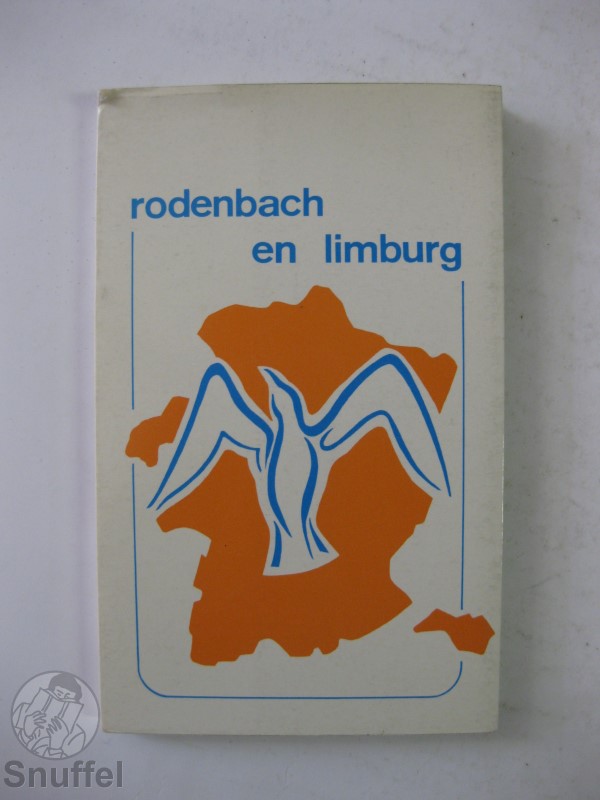 rodenbach
en limburg
Snuffel